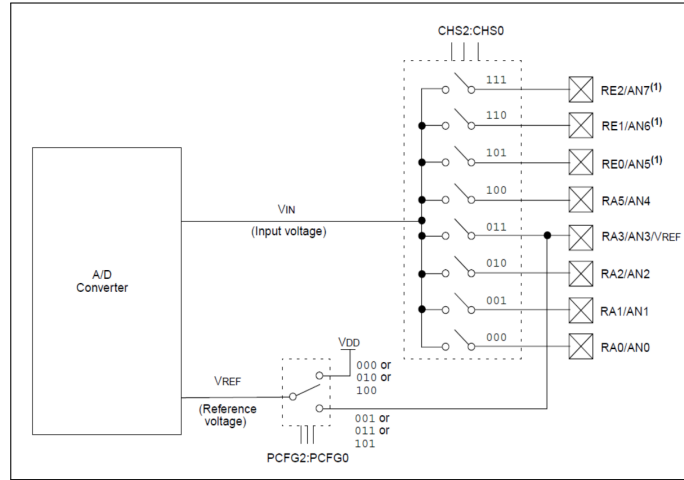 CHS2:CHS0
111
RE2/AN7(1)
110
RE1/AN6(1)
101
RE0/AN5(1)
100
RA5/AN4
VIN
(Input voltage)
011
RA3/AN3/VREF
010
RA2/AN2
A/D
Converter
001
RA1/AN1
000
RA0/AN0
VDD
000 or
010 or
100
VREF
(Reference
voltage)
001 or
011 or
101
PCFG2:PCFG0